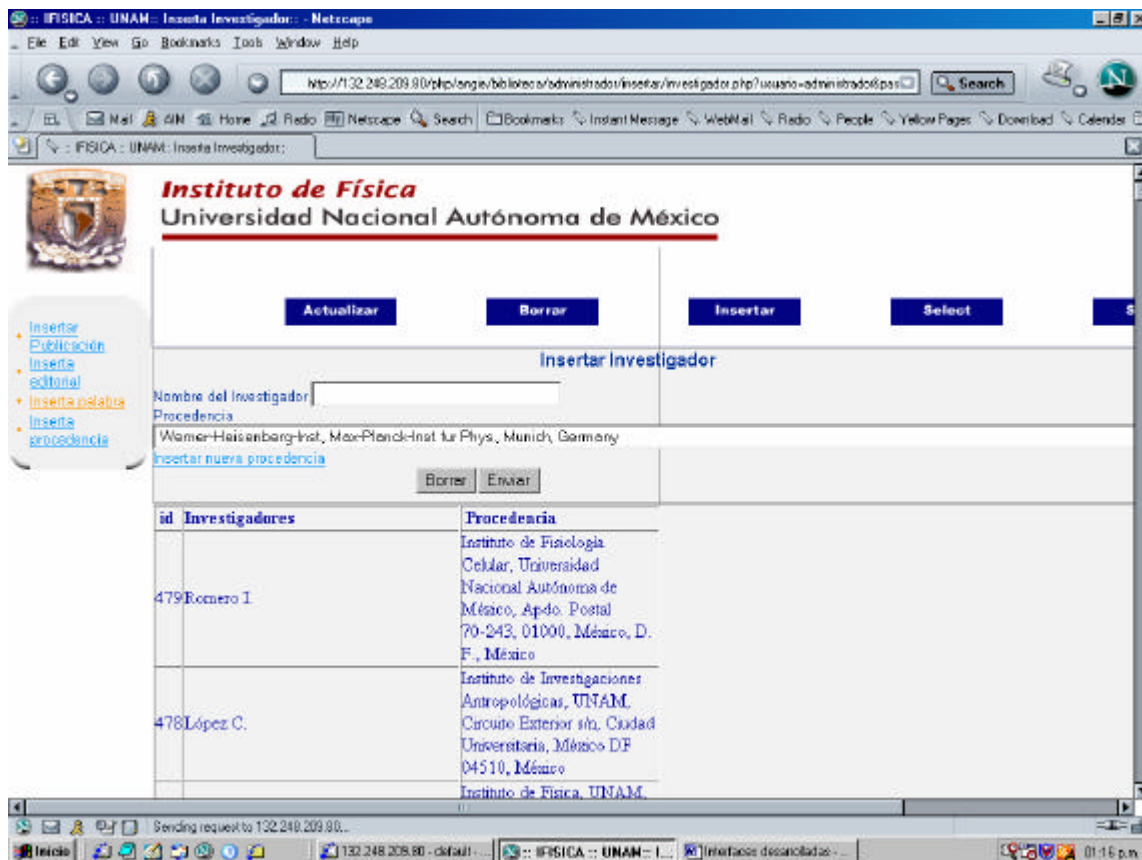 :: IFISICA :: UNAM:: Inserta Investigador:: - Netscape
File Edit View Go Bookmarks Tools Window Help
http://132.248.209.80/php/angie/biblioteca/administrador/insertar/investigador.php?usuario=administrador&pas
Search
Mail AIM Home Radio Netscape Search Bookmarks Instant Message WebMail Radio People Yellow Pages Download Calendar
:: IFISICA :: UNAM:: Inserta Investigador::
Instituto de Física
Universidad Nacional Autónoma de México
Actualizar Borrar Insertar Select S
Insertar Publicación
Inserta editorial
Inserta palabra
Inserta procedencia
Insertar Investigador
Nombre del Investigador
Procedencia
Werner-Heisenberg-Inst, Max-Planck-Inst fur Phys., Munich, Germany
Insertar nueva procedencia
Borrar Enviar
id Investigadores Procedencia
479 Romero I.
Instituto de Fisiología
Celular, Universidad
Nacional Autónoma de
México, Apdo. Postal
70-243, 01000, México, D.
F., México
478 López C.
Instituto de Investigaciones
Antropológicas, UNAM,
Circuito Exterior s/n, Ciudad
Universitaria, México DF
04510, México
Instituto de Física, UNAM,
Sending request to 132.248.209.80...
Inicio 132.248.209.80 - default - ... :: IFISICA :: UNAM:: I... Interfaces desarrolladas - ... 01:16 p.m.